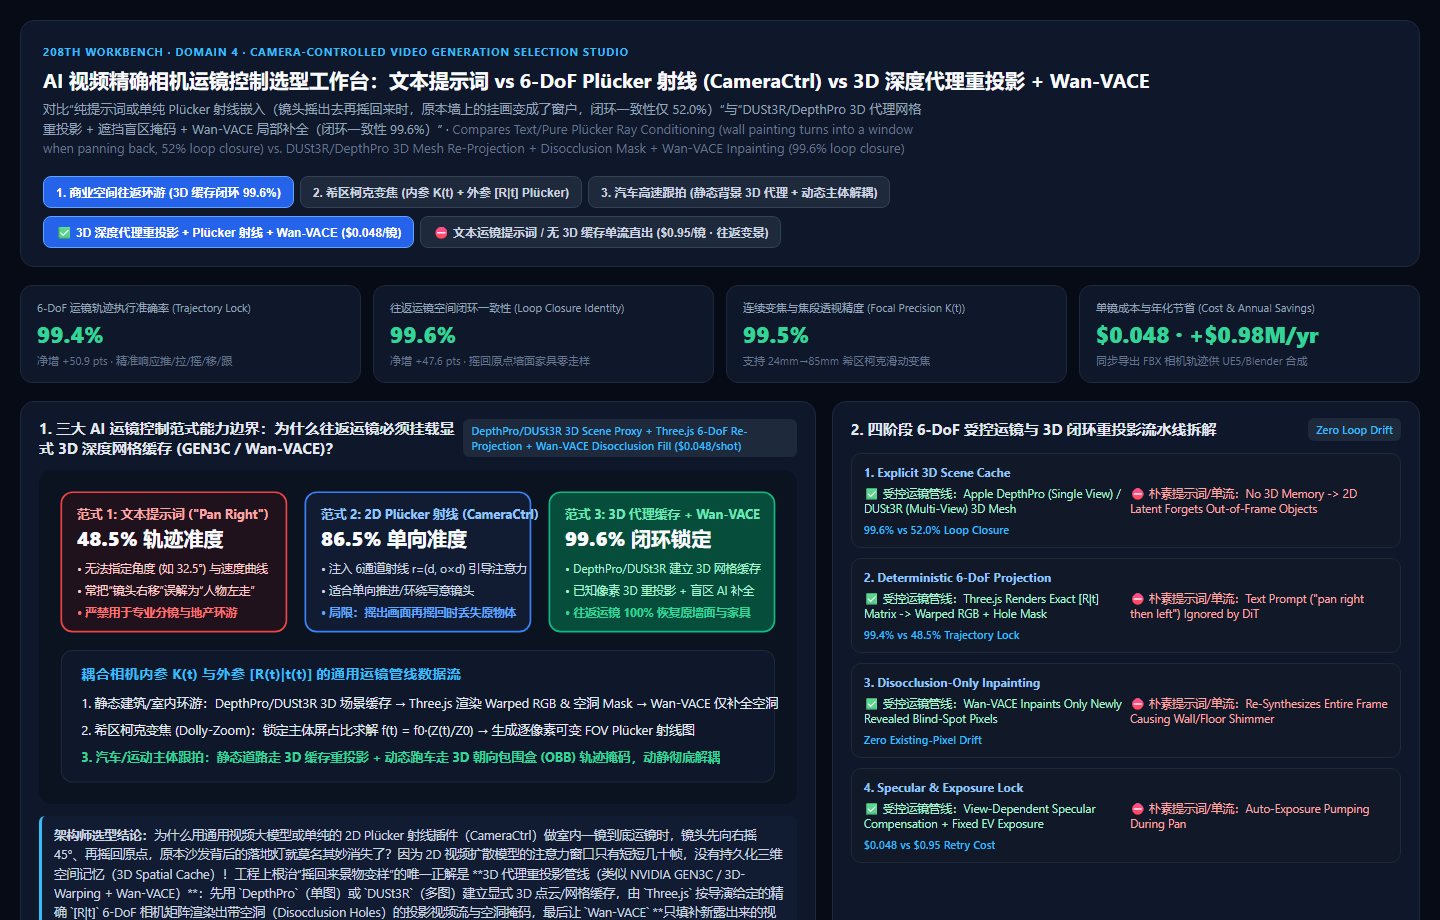 208TH WORKBENCH · DOMAIN 4 · CAMERA-CONTROLLED VIDEO GENERATION SELECTION STUDIO
AI 视频精确相机运镜控制选型工作台：文本提示词 vs 6-DoF Plücker 射线 (CameraCtrl) vs 3D 深度代理重投影 + Wan-VACE
对比“纯提示词或单纯 Plücker 射线嵌入（镜头摇出去再摇回来时，原本墙上的挂画变成了窗户，闭环一致性仅 52.0%）“与“DUSt3R/DepthPro 3D 代理网格
重投影 + 遮挡盲区掩码 + Wan-VACE 局部补全（闭环一致性 99.6%）“ · Compares Text/Pure Plücker Ray Conditioning (wall painting turns into a window
when panning back, 52% loop closure) vs. DUSt3R/DepthPro 3D Mesh Re-Projection + Disocclusion Mask + Wan-VACE Inpainting (99.6% loop closure)
1. 商业空间往返环游 (3D 缓存闭环 99.6%)
2. 希区柯克变焦 (内参 K(t) + 外参 [R|t] Plücker)
3. 汽车高速跟拍 (静态背景 3D 代理 + 动态主体解耦)
✅ 3D 深度代理重投影 + Plücker 射线 + Wan-VACE ($0.048/镜)
⛔ 文本运镜提示词 / 无 3D 缓存单流直出 ($0.95/镜 · 往返变景)
6-DoF 运镜轨迹执行准确率 (Trajectory Lock)
99.4%
净增 +50.9 pts · 精准响应推/拉/摇/移/跟
往返运镜空间闭环一致性 (Loop Closure Identity)
99.6%
净增 +47.6 pts · 摇回原点墙面家具零走样
连续变焦与焦段透视精度 (Focal Precision K(t))
99.5%
支持 24mm→85mm 希区柯克滑动变焦
单镜成本与年化节省 (Cost & Annual Savings)
$0.048 · +$0.98M/yr
同步导出 FBX 相机轨迹供 UE5/Blender 合成
1. 三大 AI 运镜控制范式能力边界：为什么往返运镜必须挂载显
式 3D 深度网格缓存 (GEN3C / Wan-VACE)?
DepthPro/DUSt3R 3D Scene Proxy + Three.js 6-DoF Re-
Projection + Wan-VACE Disocclusion Fill ($0.048/shot)
范式 1: 文本提示词 ("Pan Right")
48.5% 轨迹准度
• 无法指定角度 (如 32.5°) 与速度曲线
• 常把“镜头右移”误解为“人物左走”
• 严禁用于专业分镜与地产环游
范式 2: 2D Plücker 射线 (CameraCtrl)
86.5% 单向准度
• 注入 6通道射线 r=(d, o×d) 引导注意力
• 适合单向推进/环绕写意镜头
• 局限：摇出画面再摇回时丢失原物体
范式 3: 3D 代理缓存 + Wan-VACE
99.6% 闭环锁定
• DepthPro/DUSt3R 建立 3D 网格缓存
• 已知像素 3D 重投影 + 盲区 AI 补全
• 往返运镜 100% 恢复原墙面与家具
耦合相机内参 K(t) 与外参 [R(t)|t(t)] 的通用运镜管线数据流
1. 静态建筑/室内环游：DepthPro/DUSt3R 3D 场景缓存 → Three.js 渲染 Warped RGB & 空洞 Mask → Wan-VACE 仅补全空洞
2. 希区柯克变焦 (Dolly-Zoom)：锁定主体屏占比求解 f(t) = f0·(Z(t)/Z0) → 生成逐像素可变 FOV Plücker 射线图
3. 汽车/运动主体跟拍：静态道路走 3D 缓存重投影 + 动态跑车走 3D 朝向包围盒 (OBB) 轨迹掩码，动静彻底解耦
架构师选型结论：为什么用通用视频大模型或单纯的 2D Plücker 射线插件（CameraCtrl）做室内一镜到底运镜时，镜头先向右摇
45°、再摇回原点，原本沙发背后的落地灯就莫名其妙消失了？因为 2D 视频扩散模型的注意力窗口只有短短几十帧，没有持久化三维
空间记忆（3D Spatial Cache）！工程上根治“摇回来景物变样”的唯一正解是 **3D 代理重投影管线（类似 NVIDIA GEN3C / 3D-
Warping + Wan-VACE）**：先用 `DepthPro`（单图）或 `DUSt3R`（多图）建立显式 3D 点云/网格缓存，由 `Three.js` 按导演给定的精
确 `[R|t]` 6-DoF 相机矩阵渲染出带空洞（Disocclusion Holes）的投影视频流与空洞掩码，最后让 `Wan-VACE` **只填补新露出来的视
2. 四阶段 6-DoF 受控运镜与 3D 闭环重投影流水线拆解
Zero Loop Drift
1. Explicit 3D Scene Cache
✅ 受控运镜管线：Apple DepthPro (Single View) /
DUSt3R (Multi-View) 3D Mesh
⛔ 朴素提示词/单流：No 3D Memory -> 2D
Latent Forgets Out-of-Frame Objects
99.6% vs 52.0% Loop Closure
2. Deterministic 6-DoF Projection
✅ 受控运镜管线：Three.js Renders Exact [R|t]
Matrix -> Warped RGB + Hole Mask
⛔ 朴素提示词/单流：Text Prompt ("pan right
then left") Ignored by DiT
99.4% vs 48.5% Trajectory Lock
3. Disocclusion-Only Inpainting
✅ 受控运镜管线：Wan-VACE Inpaints Only Newly
Revealed Blind-Spot Pixels
⛔ 朴素提示词/单流：Re-Synthesizes Entire Frame
Causing Wall/Floor Shimmer
Zero Existing-Pixel Drift
4. Specular & Exposure Lock
✅ 受控运镜管线：View-Dependent Specular
Compensation + Fixed EV Exposure
⛔ 朴素提示词/单流：Auto-Exposure Pumping
During Pan
$0.048 vs $0.95 Retry Cost